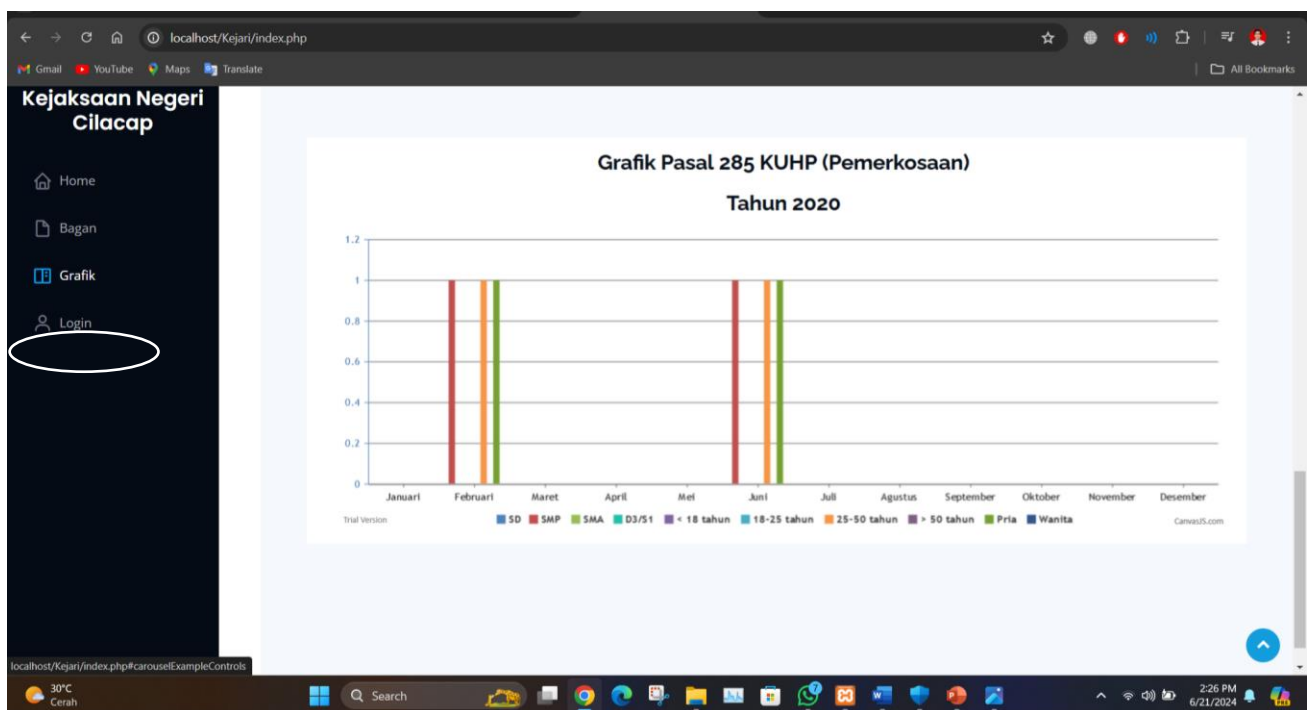 localhost/Kejari/index.php
Gmail YouTube Maps Translate All Bookmarks
Kejaksaan Negeri
Cilacap
Home
Bagan
Grafik
Login
Grafik Pasal 285 KUHP (Pemerkosaan)
Tahun 2020
1.2
1
0.8
0.6
0.4
0.2
0
Januari Februari Maret April Mei Juni Juli Agustus September Oktober November Desember
Trial Version
SD SMP SMA D3/S1 < 18 tahun 18-25 tahun 25-50 tahun > 50 tahun Pria Wanita
CanvasJS.com
localhost/Kejari/index.php#carouselExampleControls
30°C
Cerah
Search
7
2:26 PM
6/21/2024